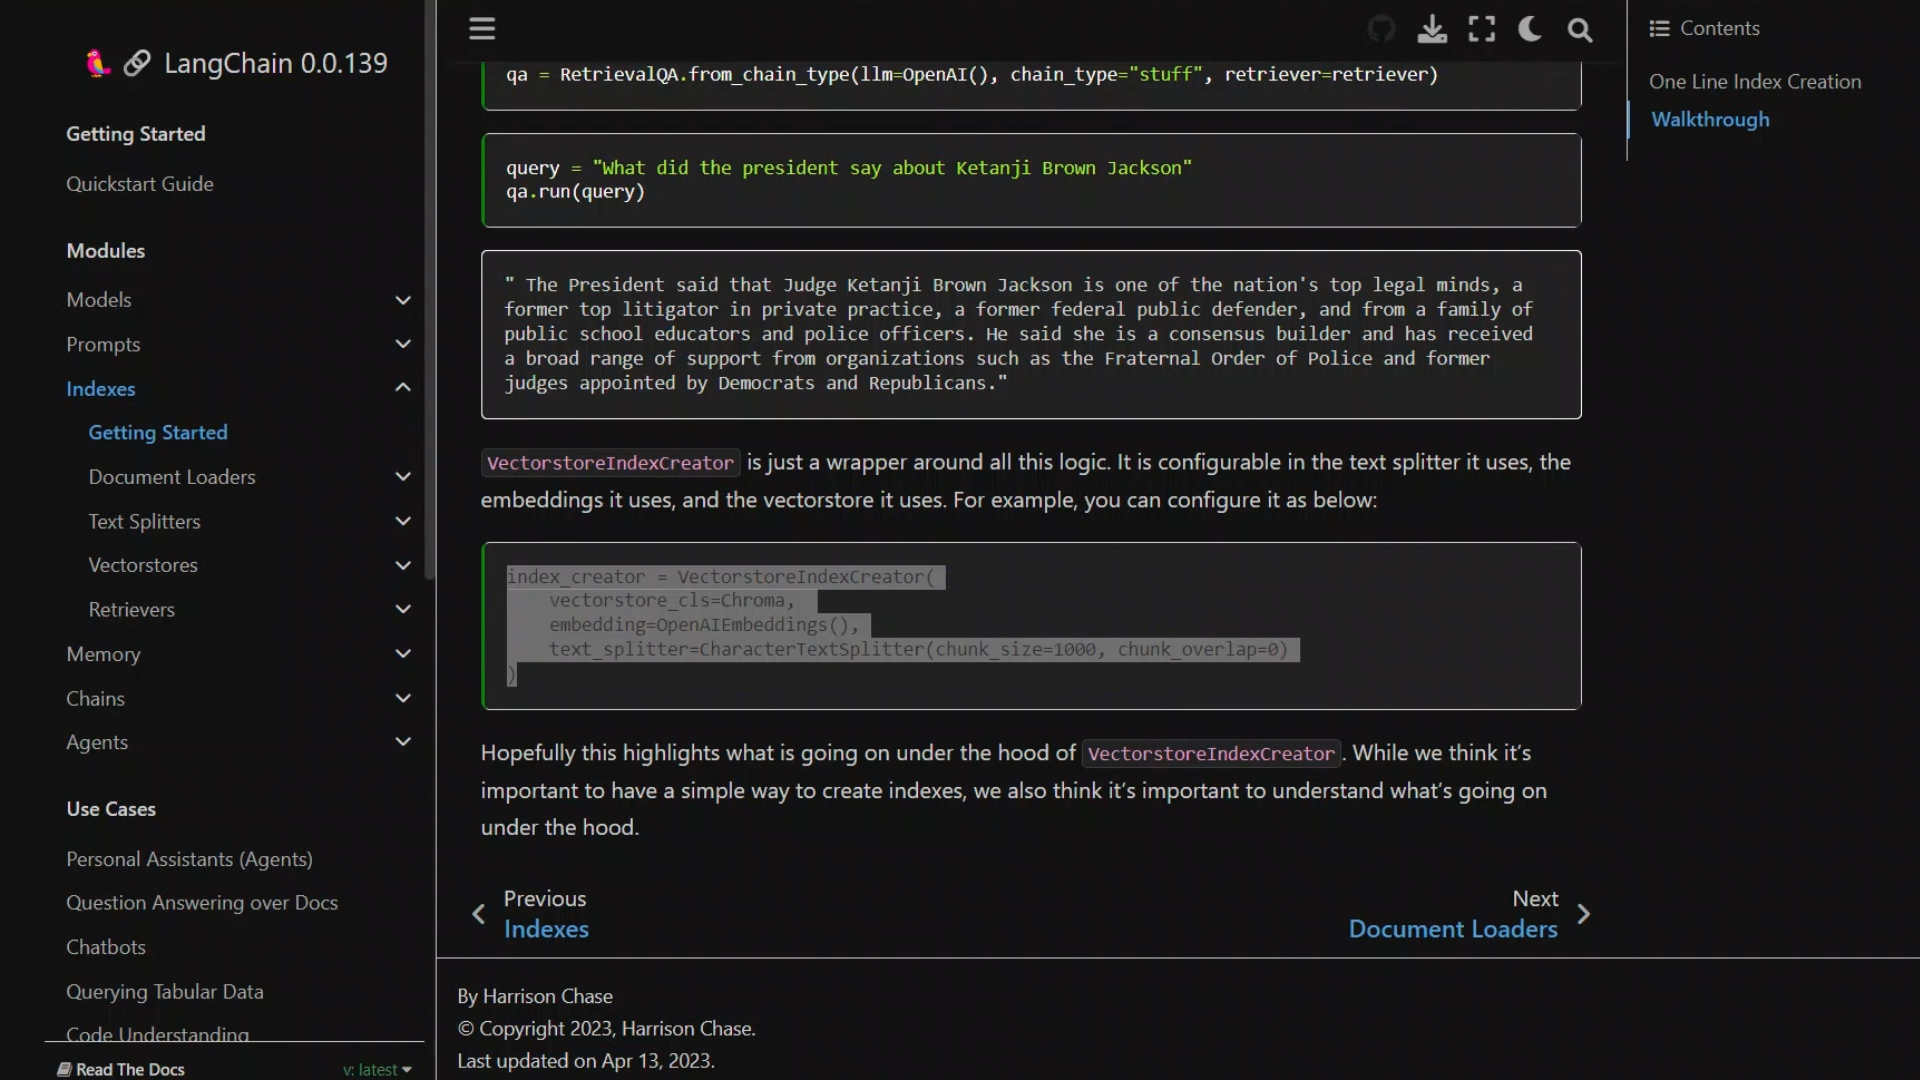 LangChain 0.0.139
Getting Started
Quickstart Guide
Modules
Models
Prompts
Indexes
Getting Started
Document Loaders
Text Splitters
Vectorstores
Retrievers
Memory
Chains
Agents
Use Cases
Personal Assistants (Agents)
Question Answering over Docs
Chatbots
Querying Tabular Data
Code Understanding
Read The Docs
v: latest
qa = RetrievalQA.from_chain_type(llm=OpenAI(), chain_type="stuff", retriever=retriever)
query = "What did the president say about Ketanji Brown Jackson"
qa.run(query)
" The President said that Judge Ketanji Brown Jackson is one of the nation's top legal minds, a
former top litigator in private practice, a former federal public defender, and from a family of
public school educators and police officers. He said she is a consensus builder and has received
a broad range of support from organizations such as the Fraternal Order of Police and former
judges appointed by Democrats and Republicans."
VectorstoreIndexCreator is just a wrapper around all this logic. It is configurable in the text splitter it uses, the
embeddings it uses, and the vectorstore it uses. For example, you can configure it as below:
index_creator = VectorstoreIndexCreator(
    vectorstore_cls=Chroma,
    embedding=OpenAIEmbeddings(),
    text_splitter=CharacterTextSplitter(chunk_size=1000, chunk_overlap=0)
)
Hopefully this highlights what is going on under the hood of VectorstoreIndexCreator. While we think it's
important to have a simple way to create indexes, we also think it's important to understand what's going on
under the hood.
Previous
Indexes
Next
Document Loaders
By Harrison Chase
© Copyright 2023, Harrison Chase.
Last updated on Apr 13, 2023.
Contents
One Line Index Creation
Walkthrough